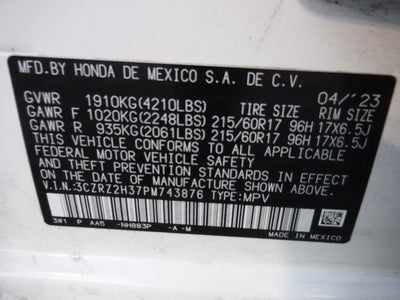 MFD.BY HONDA DE MEXICO S.A. DE C.V.
04/'23
GVWR 1910KG(4210LBS) TIRE SIZE RIM SIZE
GAWR F 1020KG(2248LBS) 215/60R17 96H 17X6.5J
GAWR R 935KG(2061LBS) 215/60R17 96H 17X6.5J
THIS VEHICLE CONFORMS TO ALL APPLICABLE
FEDERAL MOTOR VEHICLE SAFETY AND
THEFT PREVENTION STANDARDS IN EFFECT ON
THE DATE OF MANUFACTURE SHOWN ABOVE.
V.I.N:3CZRZ2H37PM743876 TYPE:MPV
3W1 P AA5 -NH883P -A -M
MADE IN MEXICO